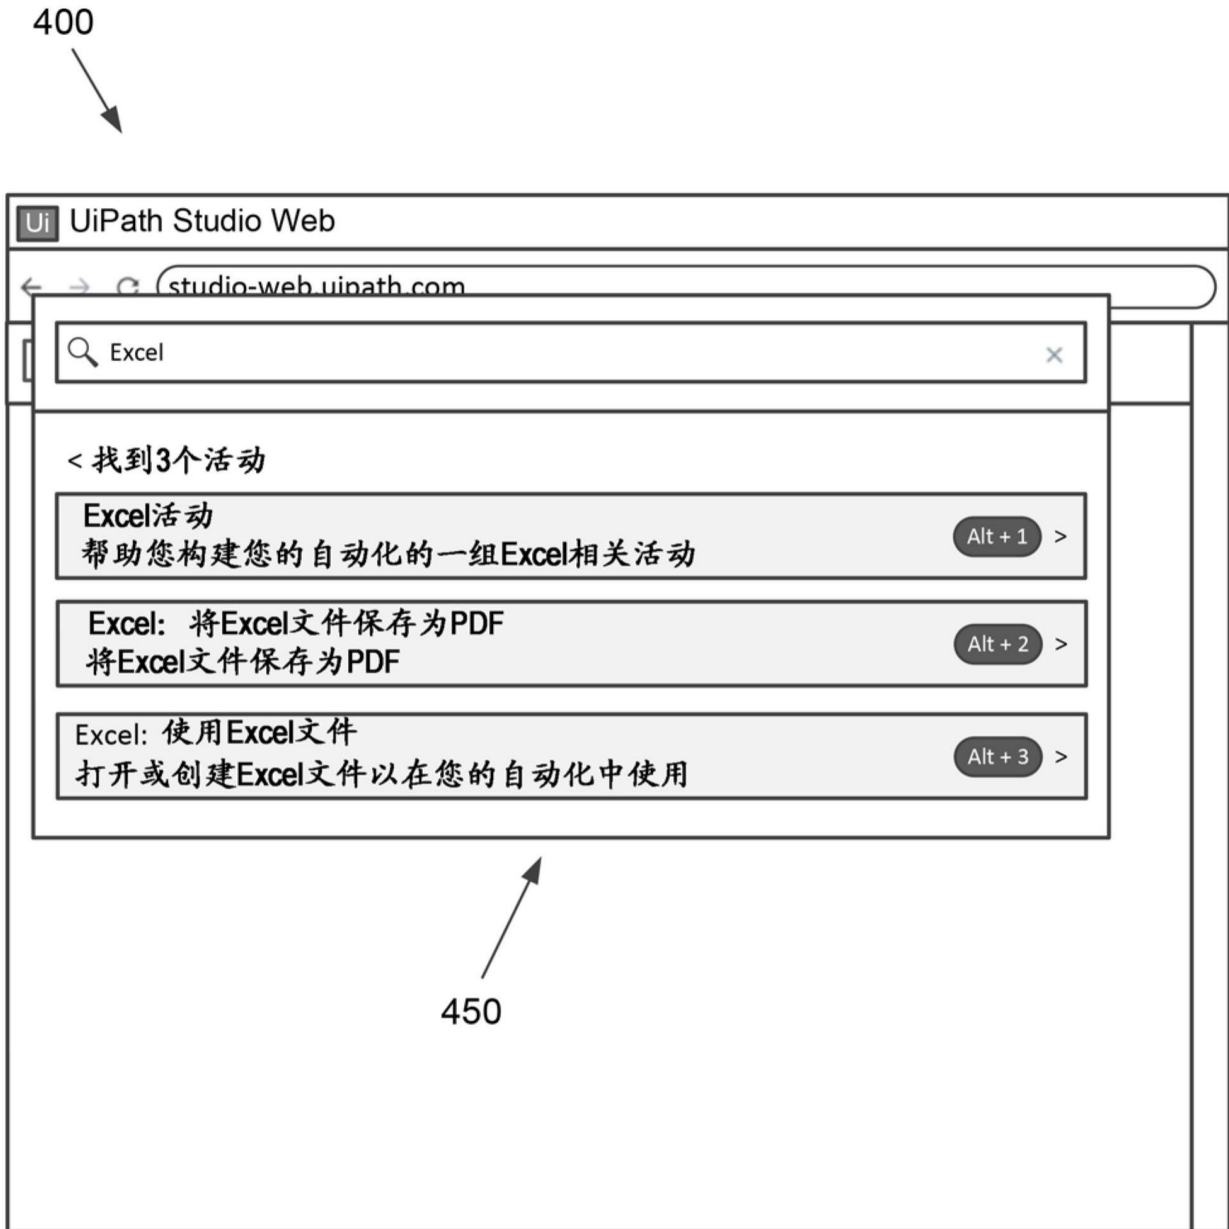 400
Ui UiPath Studio Web
studio-web.uipath.com
Excel
< 找到3个活动
Excel活动
帮助您构建您的自动化的一组Excel相关活动
Alt + 1 >
Excel: 将Excel文件保存为PDF
将Excel文件保存为PDF
Alt + 2 >
Excel: 使用Excel文件
打开或创建Excel文件以在您的自动化中使用
Alt + 3 >
450